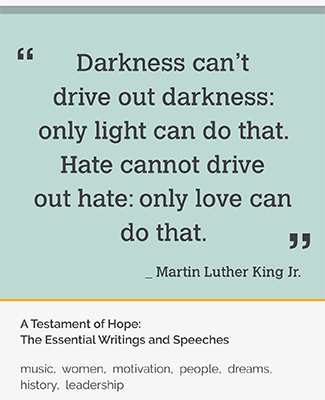 “
Darkness can’t
drive out darkness:
only light can do that.
Hate cannot drive
out hate: only love can
do that.
”
_ Martin Luther King Jr.
A Testament of Hope:
The Essential Writings and Speeches
music, women, motivation, people, dreams.
history, leadership